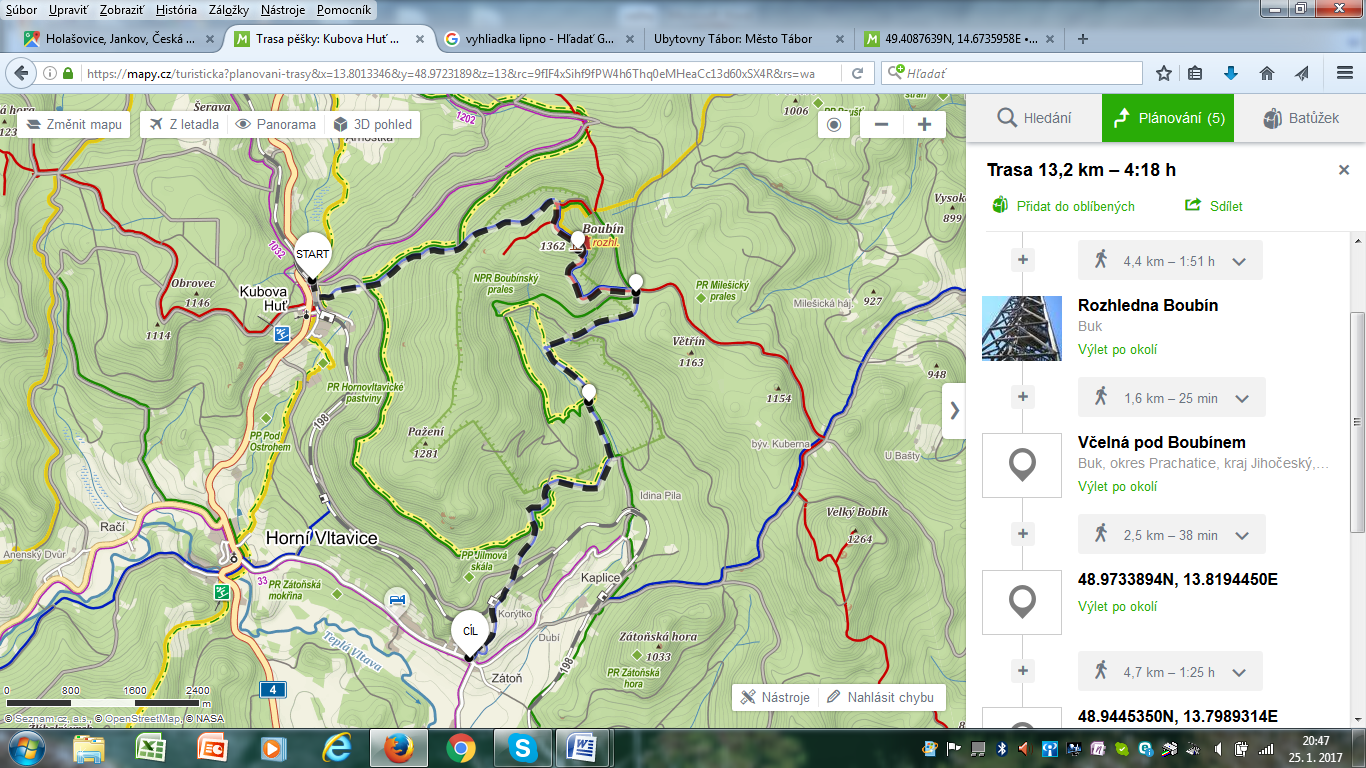 Súbor Upraviť Zobraziť História Záložky Nástroje Pomocník
Holašovice, Jankov, Česká ...
Trasa pěšky: Kubova Huť ...
vyhliadka lipno - Hľadať G...
Ubytovny Tábor: Město Tábor
49.4087639N, 14.6735958E •...
https://mapy.cz/turisticka?planovani-trasy&x=13.8013346&y=48.9723189&z=13&rc=9fIF4xSihf9fPW4h6Thq0eMHeaCc13d60xSX4R&rs=wa
Hľadať
Změnit mapu
Z letadla
Panorama
3D pohled
Hledání
Plánování (5)
Batůžek
Trasa 13,2 km – 4:18 h
Přidat do oblíbených
Sdílet
4,4 km – 1:51 h
Rozhledna Boubín
Buk
Výlet po okolí
1,6 km – 25 min
Včelná pod Boubínem
Buk, okres Prachatice, kraj Jihočeský,...
Výlet po okolí
2,5 km – 38 min
48.9733894N, 13.8194450E
Výlet po okolí
4,7 km – 1:25 h
48.9445350N, 13.7989314E
Šerava
1202
1006
Vysoká
899
1032
START
Boubín
1362
rozhl.
Obrovec
1146
Kubova
Huť
NPR Boubínský
prales
PR Milešický
prales
Milešická háj.
927
1114
Větřín
1163
948
PR Hornovltavické
pastviny
1154
198
PP Pod
Ostrohem
Pažení
1281
býv. Kuberna
U Bašty
Idina Pila
Račí
Velký Bobík
1264
Horní Vltavice
Anenský Dvůr
PP Jilmová
skála
33
PR Zátoňská
mokřina
Kaplice
Korýtko
CÍL
Dubí
Zátoňská hora
1033
Teplá Vltava
198
PR Zátoňská
hora
Zátoň
4
0 800 1600 2400
m
© Seznam.cz, a.s., © OpenStreetMap, © NASA
Nástroje
Nahlásit chybu
20:47
25. 1. 2017